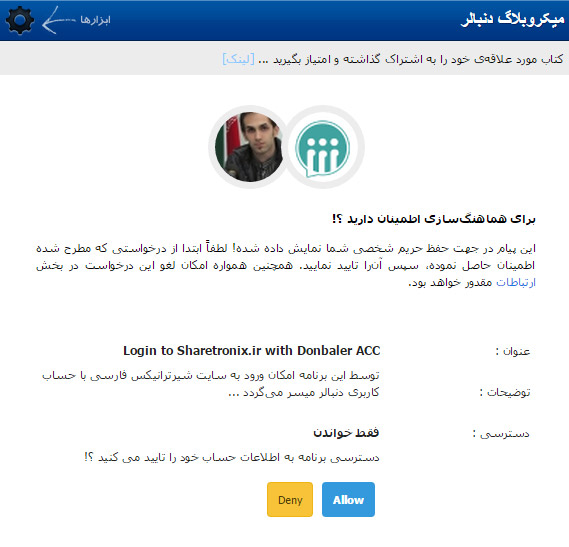 میکروبلاگ دنبالر
ابزارها
کتاب مورد علاقه‌ی خود را به اشتراک گذاشته و امتیاز بگیرید ... [لینک]
برای هماهنگ‌سازی اطمینان دارید ؟!
این پیام در جهت حفظ حریم شخصی شما نمایش داده شده! لطفاً ابتدا از درخواستی که مطرح شده
اطمینان حاصل نموده، سپس آن‌را تایید نمایید. همچنین همواره امکان لغو این درخواست در بخش
ارتباطات مقدور خواهد بود.
عنوان : Login to Sharetronix.ir with Donbaler ACC
توضیحات : توسط این برنامه امکان ورود به سایت شیرترانیکس فارسی با حساب
کاربری دنبالر میسر می‌گردد ...
دسترسی : فقط خواندن
دسترسی برنامه به اطلاعات حساب خود را تایید می کنید ؟!
Allow
Deny